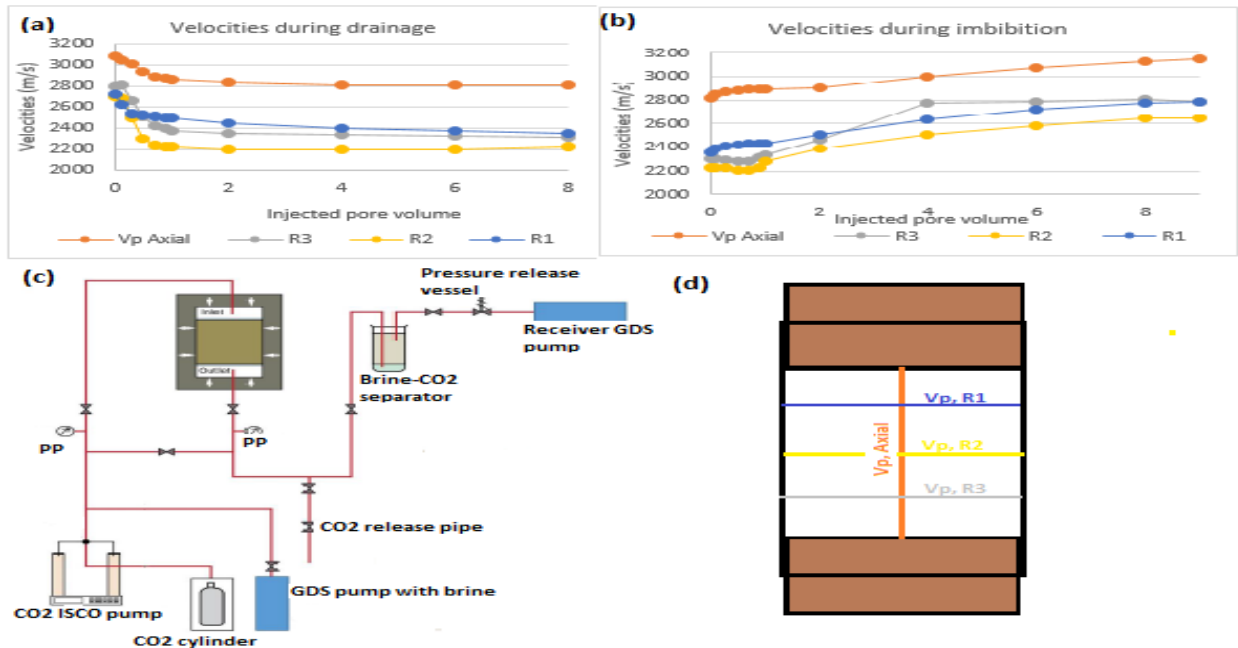 (a)
Velocities during drainage
3200
3000
2800
2600
2400
2200
2000
Velocities (m/s)
0
2
4
6
8
Injected pore volume
Vp Axial
R3
R2
R1
(b)
Velocities during imbibition
3200
3000
2800
2600
2400
2200
2000
Velocities (m/s)
0
2
4
6
8
Injected pore volume
Vp Axial
R3
R2
R1
(c)
Inlet
Outlet
PP
PP
Pressure release
vessel
Receiver GDS
pump
Brine-CO2
separator
CO2 release pipe
GDS pump with brine
CO2 ISCO pump
CO2 cylinder
(d)
Vp, R1
Vp, R2
Vp, R3
Vp, Axial